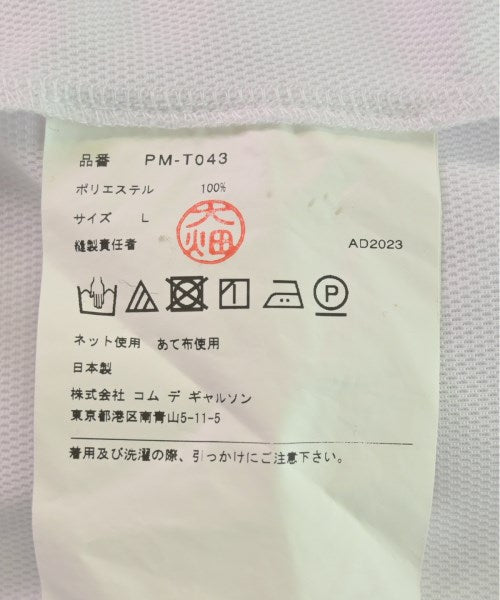 品番 PM-T043
ポリエステル 100%
サイズ L
大畑
縫製責任者 AD2023
P
ネット使用 あて布使用
日本製
株式会社 コム デ ギャルソン
東京都港区南青山5-11-5
着用及び洗濯の際、引っかけにご注意下さい。